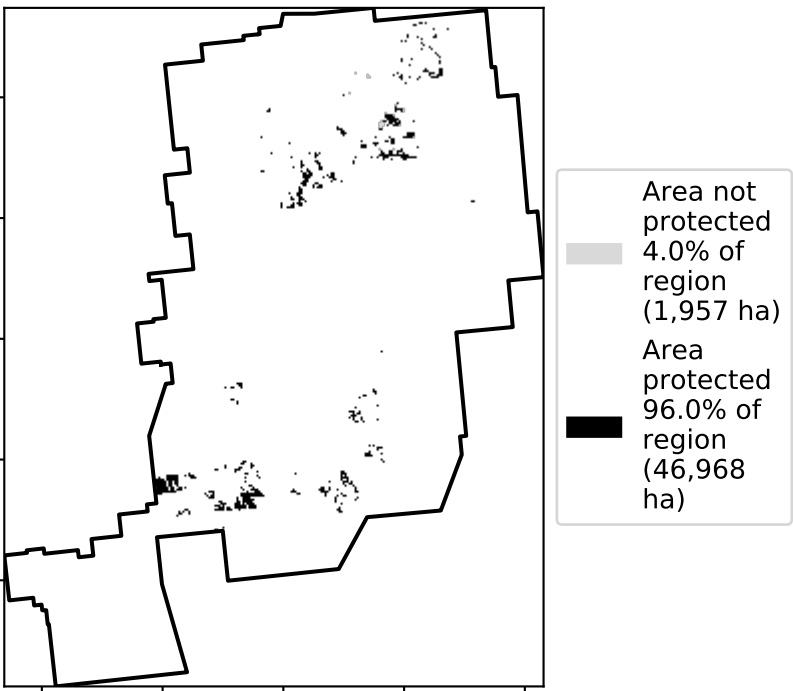 Area not
protected
4.0% of
region
(1,957 ha)
Area
protected
96.0% of
region
(46,968
ha)